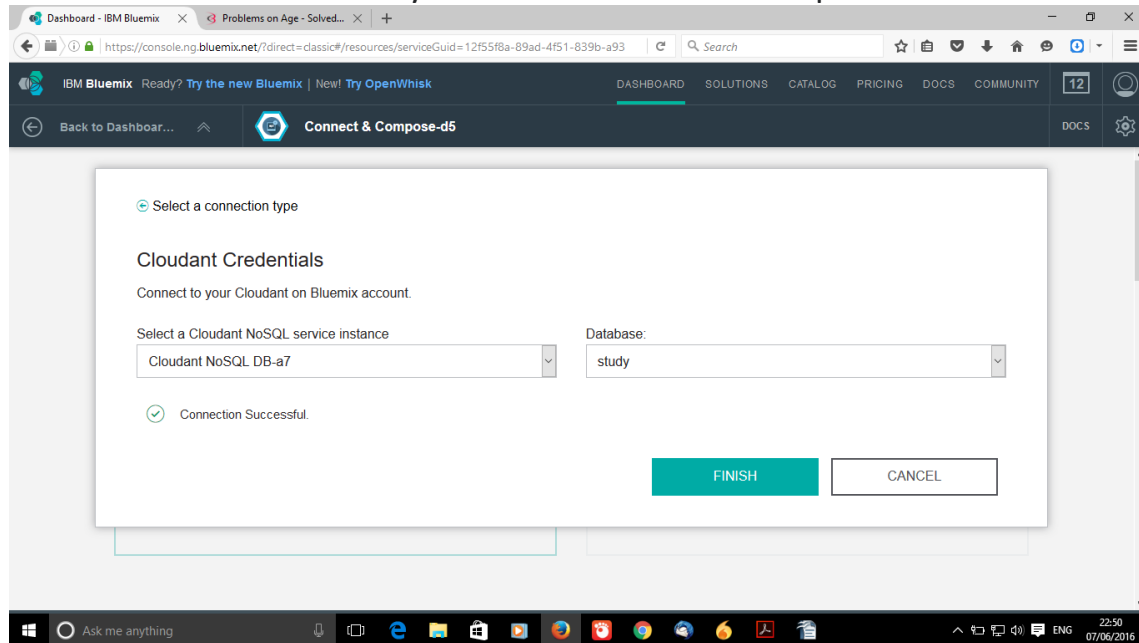 Dashboard - IBM Bluemix
Problems on Age - Solved...
https://console.ng.bluemix.net/?direct=classic#/resources/serviceGuid=12f55f8a-89ad-4f51-839b-a93
Search
IBM Bluemix Ready? Try the new Bluemix | New! Try OpenWhisk
DASHBOARD SOLUTIONS CATALOG PRICING DOCS COMMUNITY 12
Back to Dashboar... Connect & Compose-d5 DOCS
Select a connection type
Cloudant Credentials
Connect to your Cloudant on Bluemix account.
Select a Cloudant NoSQL service instance
Database:
Cloudant NoSQL DB-a7
study
Connection Successful.
FINISH CANCEL
Ask me anything
ENG
22:50
07/06/2016